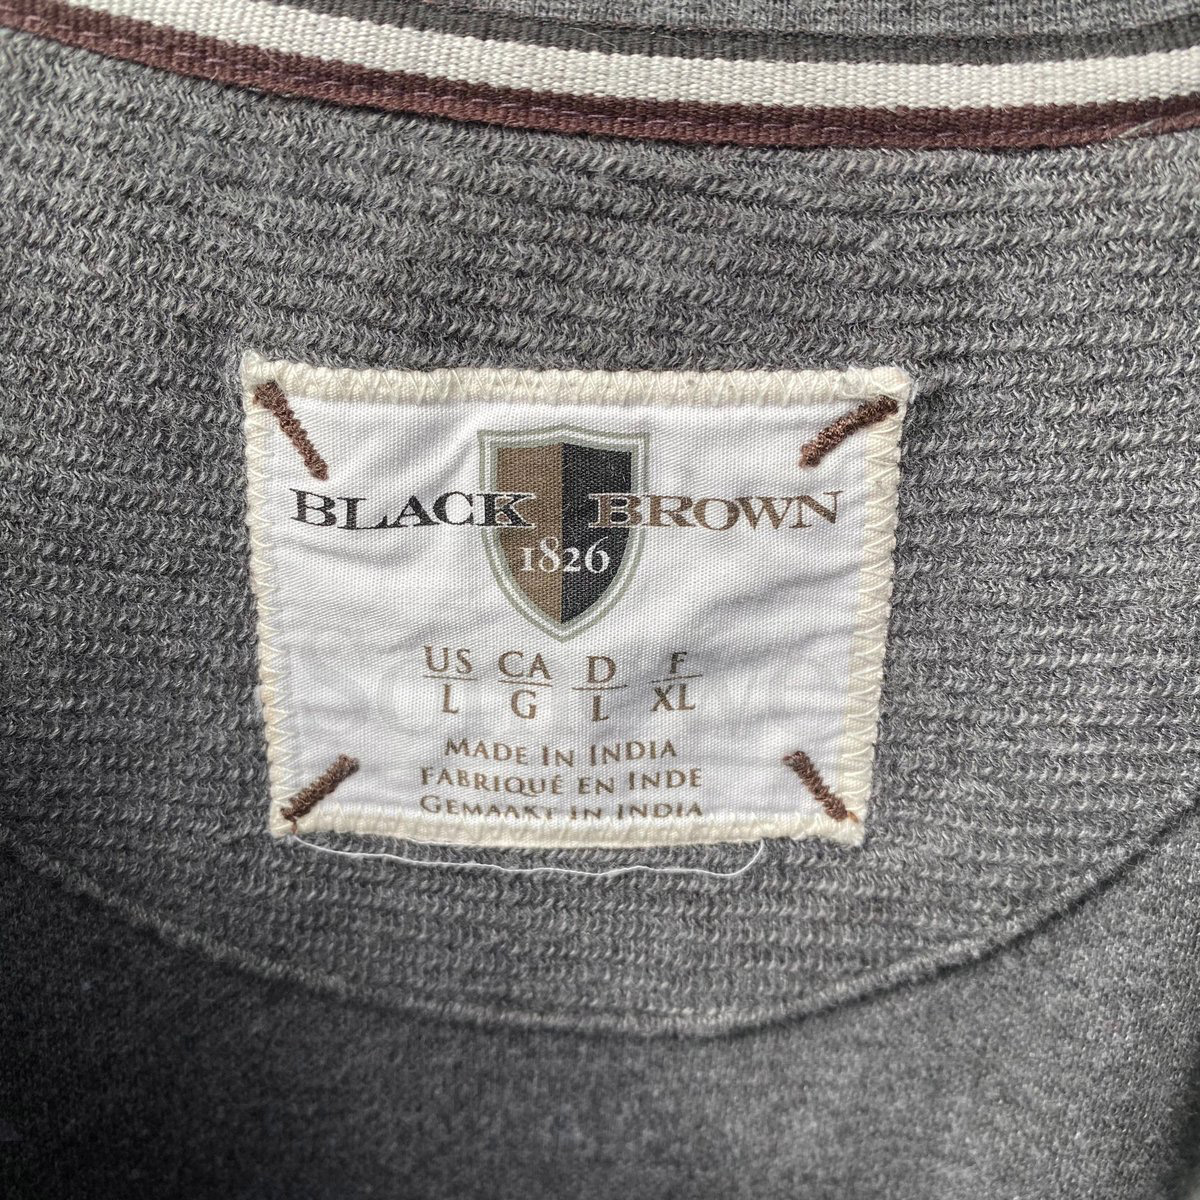 BLACK BROWN
1826
US CA D F
L G L XL
MADE IN INDIA
FABRIQUÉ EN INDE
GEMAAKT IN INDIA